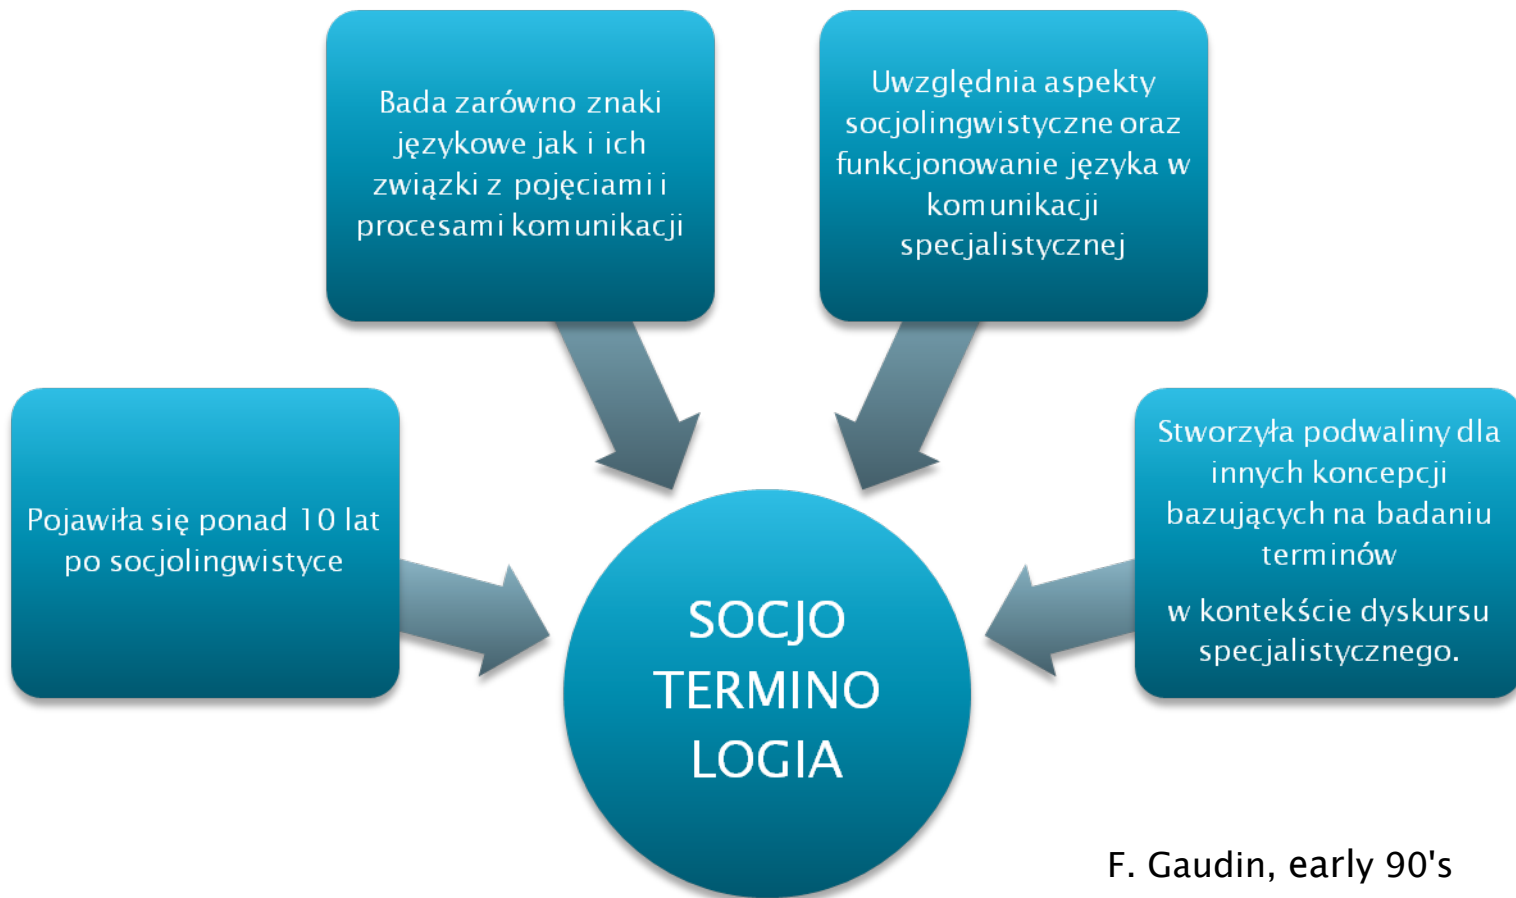 Bada zarówno znaki
językowe jak i ich
związki z pojęciami i
procesami komunikacji
Uwzględnia aspekty
socjolingwistyczne oraz
funkcjonowanie języka w
komunikacji
specjalistycznej
Pojawiła się ponad 10 lat
po socjolingwistyce
Stworzyła podwaliny dla
innych koncepcji
bazujących na badaniu
terminów
w kontekście dyskursu
specjalistycznego.
SOCJO
TERMINO
LOGIA
F. Gaudin, early 90's